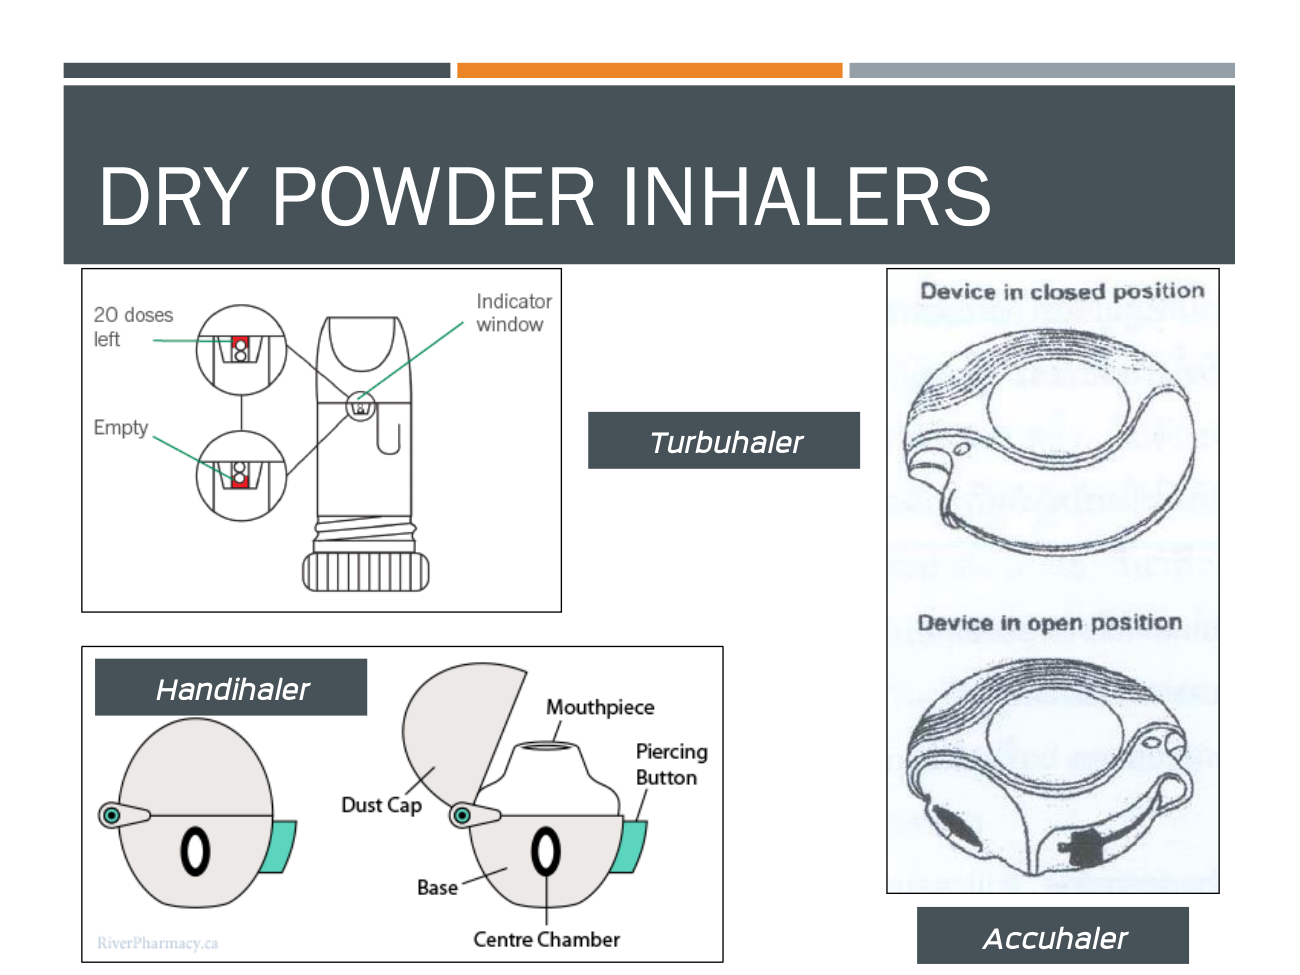 DRY POWDER INHALERS
20 doses
left
Indicator
window
Empty
Turbuhaler
Device in closed position
Device in open position
Handihaler
Mouthpiece
Piercing
Button
Dust Cap
Base
Centre Chamber
RiverPharmacy.ca
Accuhaler